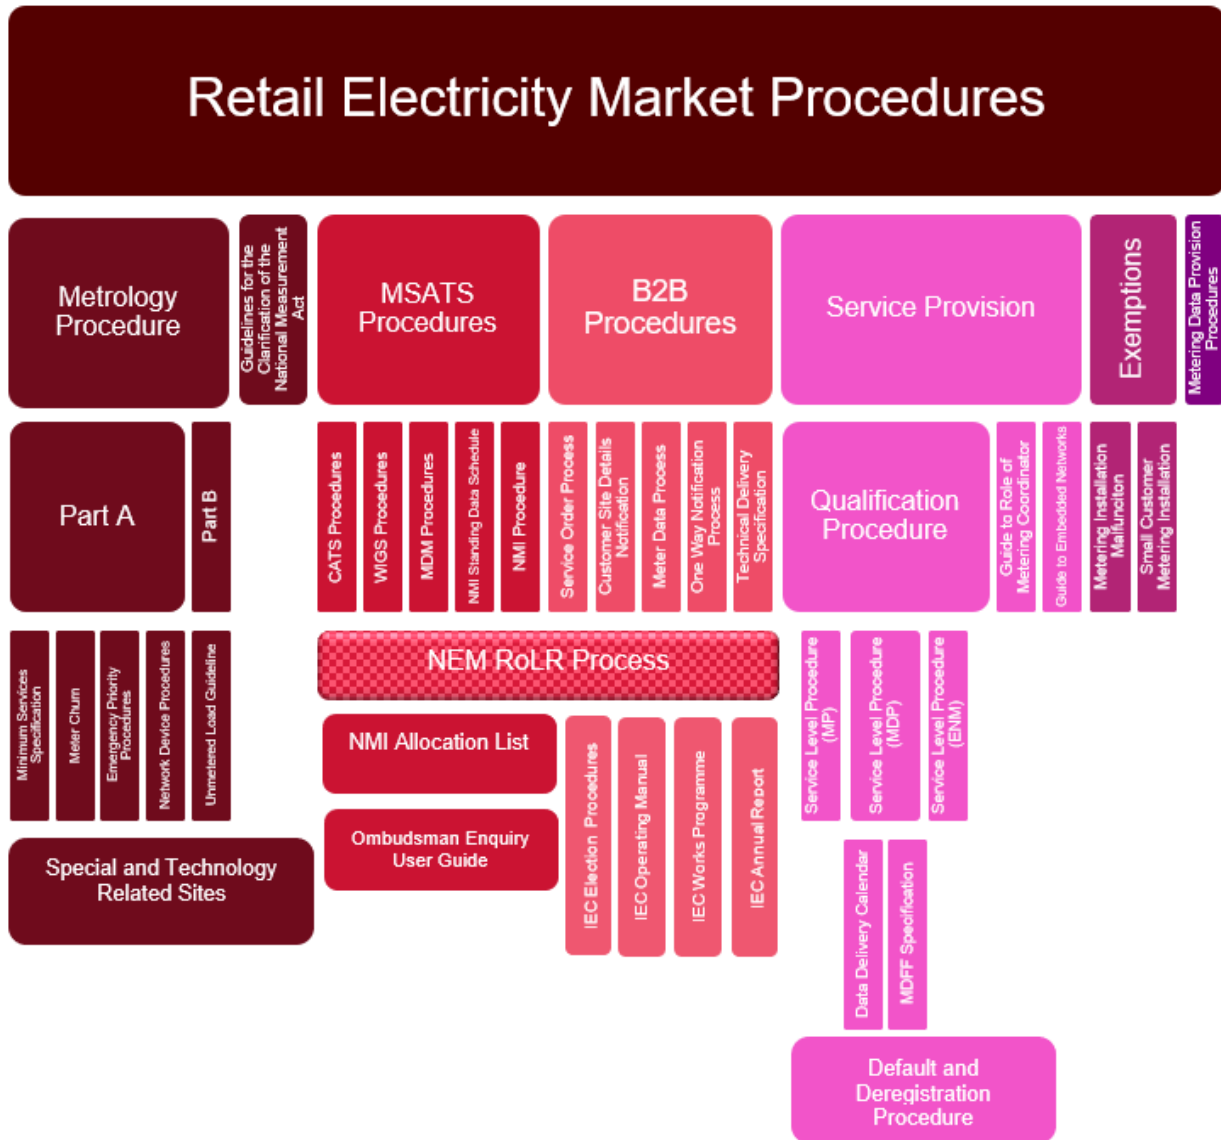 Retail Electricity Market Procedures
Metrology
Procedure
Guidelines for the
Clarification of the
National Measurement
Act
MSATS
Procedures
B2B
Procedures
Service Provision
Exemptions
Metering Data Provision
Procedures
Part A
Part B
CATS Procedures
WIGS Procedures
MDM Procedures
NMI Standing Data Schedule
NMI Procedure
Service Order Process
Customer Site Details
Notification
Meter Data Process
One Way Notification
Process
Technical Delivery
Specification
Qualification
Procedure
Guide to Role of
Metering Coordinator
Guide to Embedded Networks
Metering Installation
Malfunciton
Small Customer
Metering Installation
Minimum Services
Specification
Meter Churn
Emergency Priority
Procedures
Network Device Procedures
Unmetered Load Guideline
NEM RoLR Process
Service Level Procedure
(MP)
Service Level Procedure
(MDP)
Service Level Procedure
(ENM)
NMI Allocation List
Ombudsman Enquiry
User Guide
IEC Election Procedures
IEC Operating Manual
IEC Works Programme
IEC Annual Report
Special and Technology
Related Sites
Data Delivery Calendar
MDFF Specification
Default and
Deregistration
Procedure